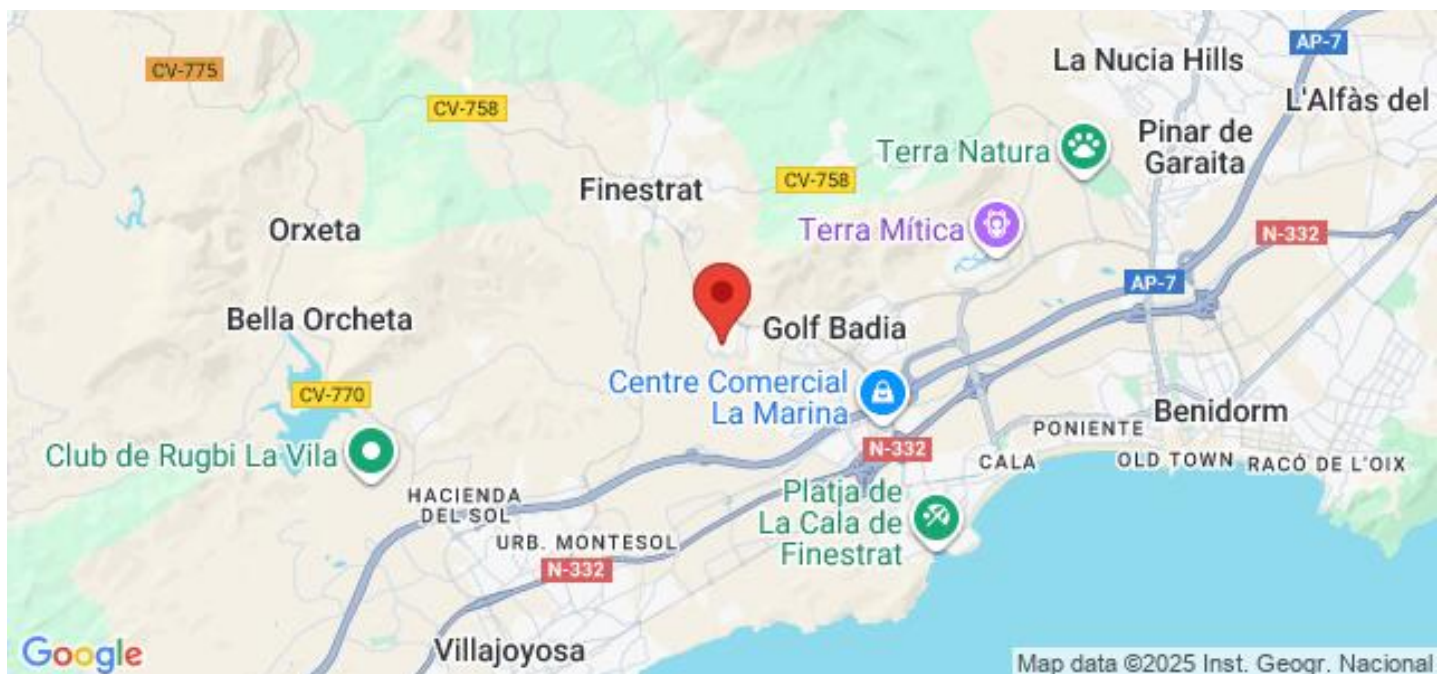 AP-7
La Nucia Hills
CV-775
L'Alfàs del
CV-758
Pinar de
Garaita
Terra Natura
CV-758
Finestrat
Orxeta
Terra Mítica
N-332
AP-7
Bella Orcheta
Golf Badia
Centre Comercial
La Marina
CV-770
Benidorm
PONIENTE
N-332
Club de Rugbi La Vila
CALA
OLD TOWN
RACÓ DE L'OIX
HACIENDA
DEL SOL
Platja de
La Cala de
Finestrat
URB. MONTESOL
N-332
Villajoyosa
Google
Map data ©2025 Inst. Geogr. Nacional